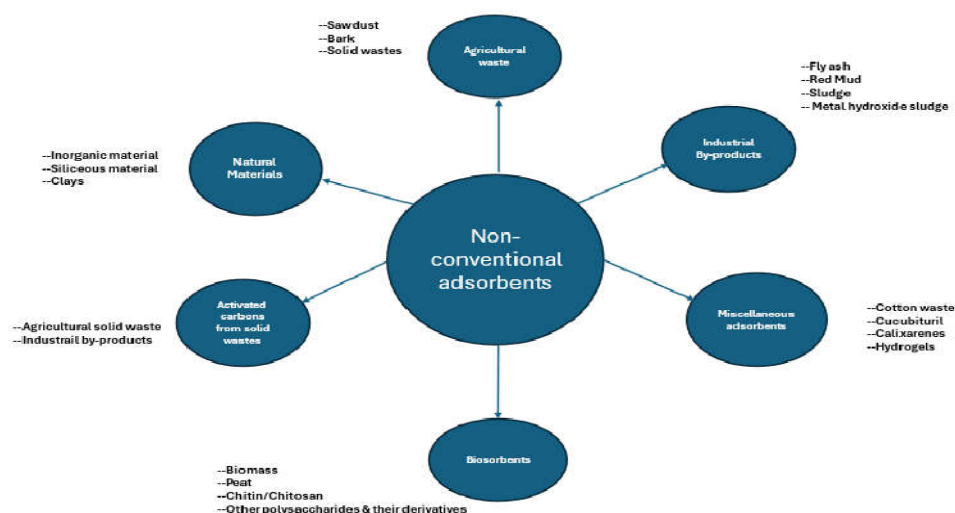 --Sawdust
--Bark
--Solid wastes
Agricultural
waste
--Fly ash
--Red Mud
--Sludge
-- Metal hydroxide sludge
Industrial
By-products
--Inorganic material
--Siliceous material
--Clays
Natural
Materials
Non-
conventional
adsorbents
Activated
carbons
from solid
wastes
--Agricultural solid waste
--Industrail by-products
Miscellaneous
adsorbents
--Cotton waste
--Cucubituril
--Calixarenes
--Hydrogels
Biosorbents
--Biomass
--Peat
--Chitin/Chitosan
--Other polysaccharides & their derivatives